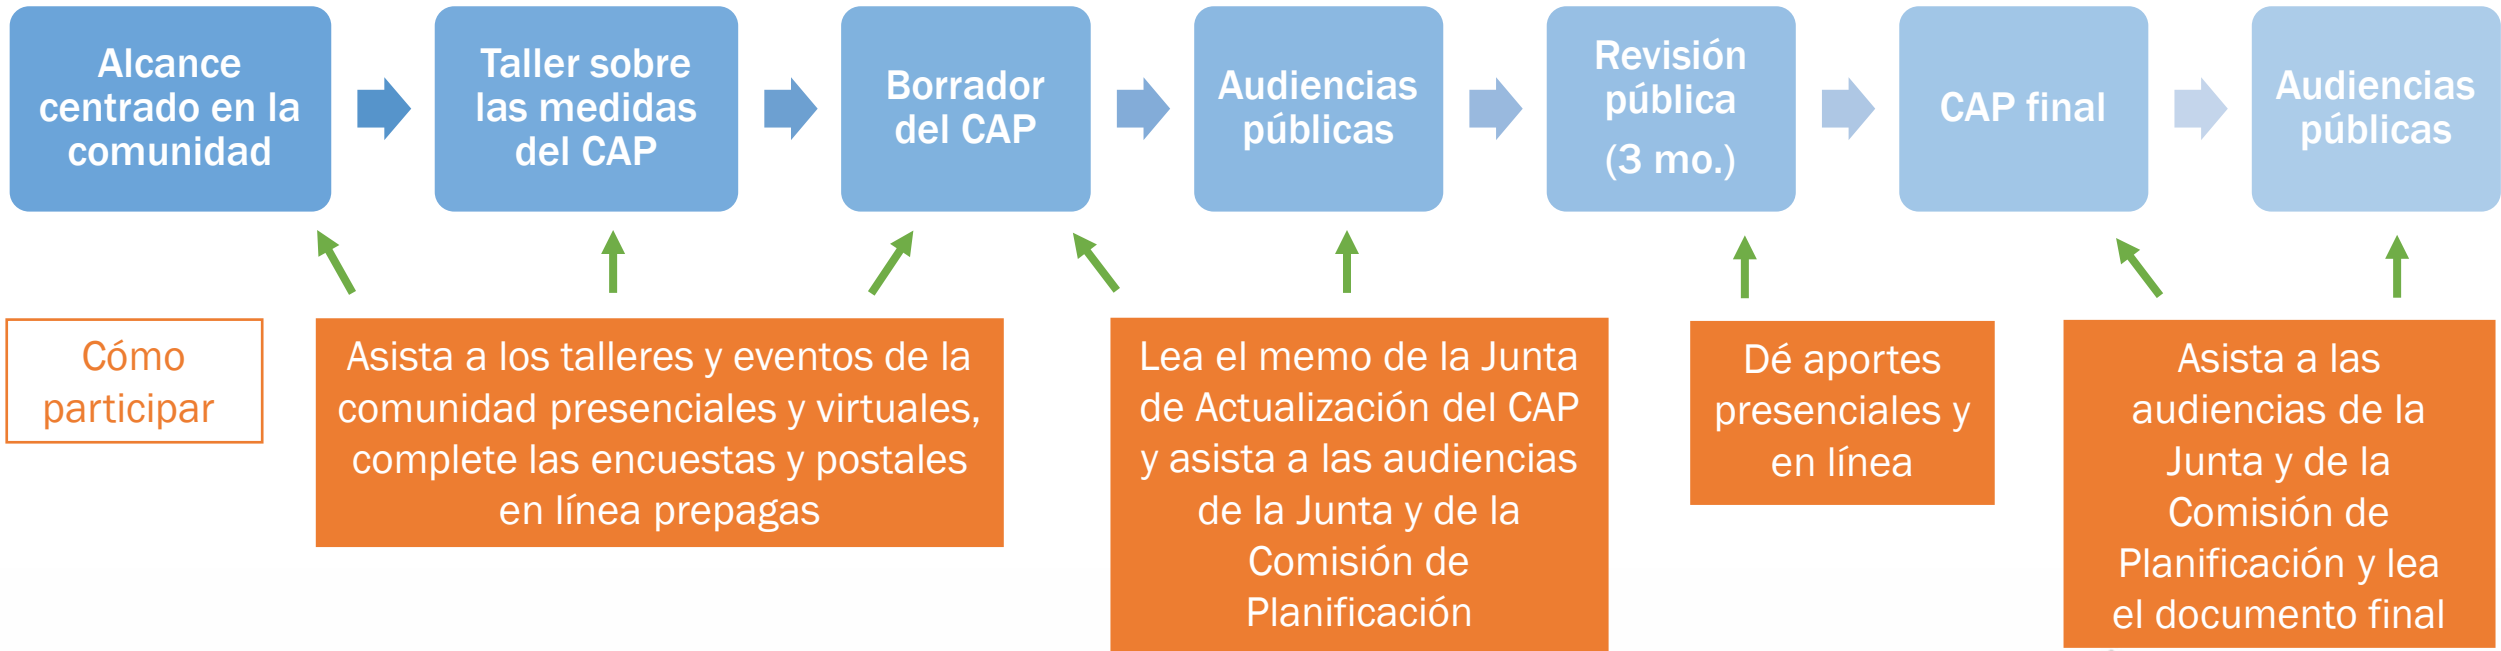 Alcance
centrado en la
comunidad
Taller sobre
las medidas
del CAP
Borrador
del CAP
Audiencias
públicas
Revisión
pública
(3 mo.)
CAP final
Audiencias
públicas
Cómo
participar
Asista a los talleres y eventos de la
comunidad presenciales y virtuales,
complete las encuestas y postales
en línea prepagas
Lea el memo de la Junta
de Actualización del CAP
y asista a las audiencias
de la Junta y de la
Comisión de
Planificación
Dé aportes
presenciales y
en línea
Asista a las
audiencias de la
Junta y de la
Comisión de
Planificación y lea
el documento final